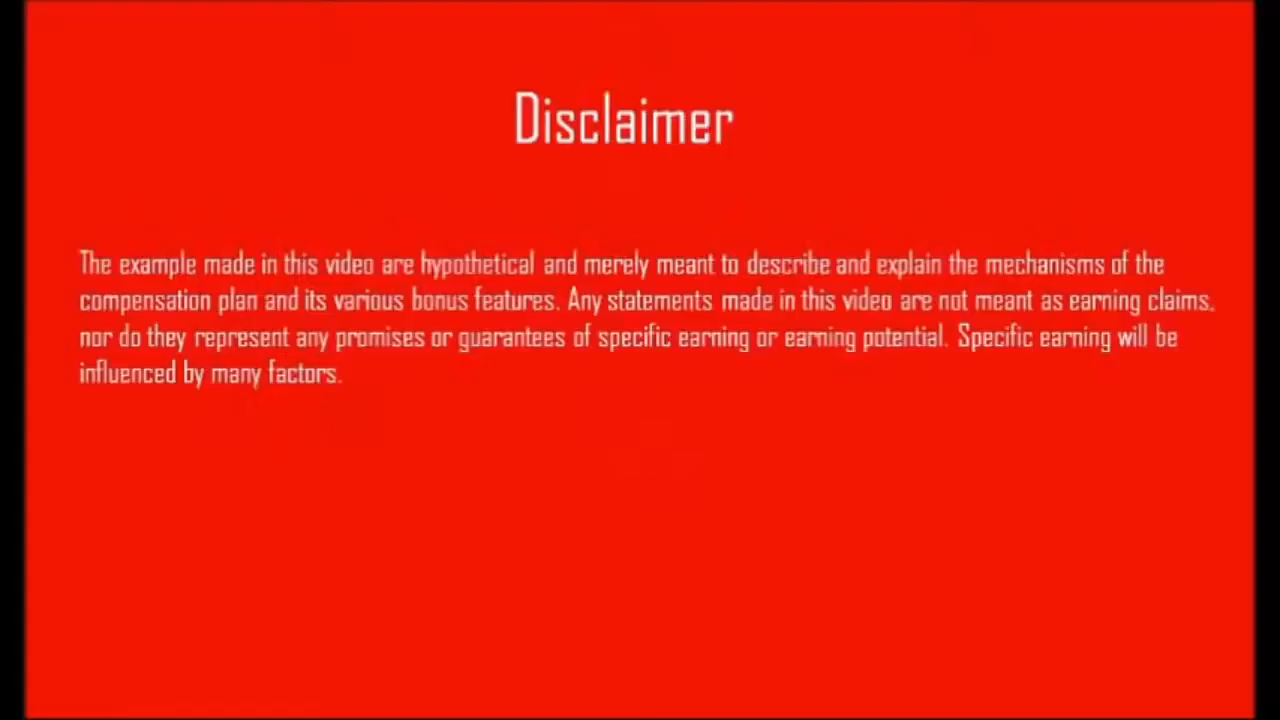 Disclaimer
The example made in this video are hypothetical and merely meant to describe and explain the mechanisms of the
compensation plan and its various bonus features. Any statements made in this video are not meant as earning claims,
nor do they represent any promises or guarantees of specific earning or earning potential. Specific earning will be
influenced by many factors.